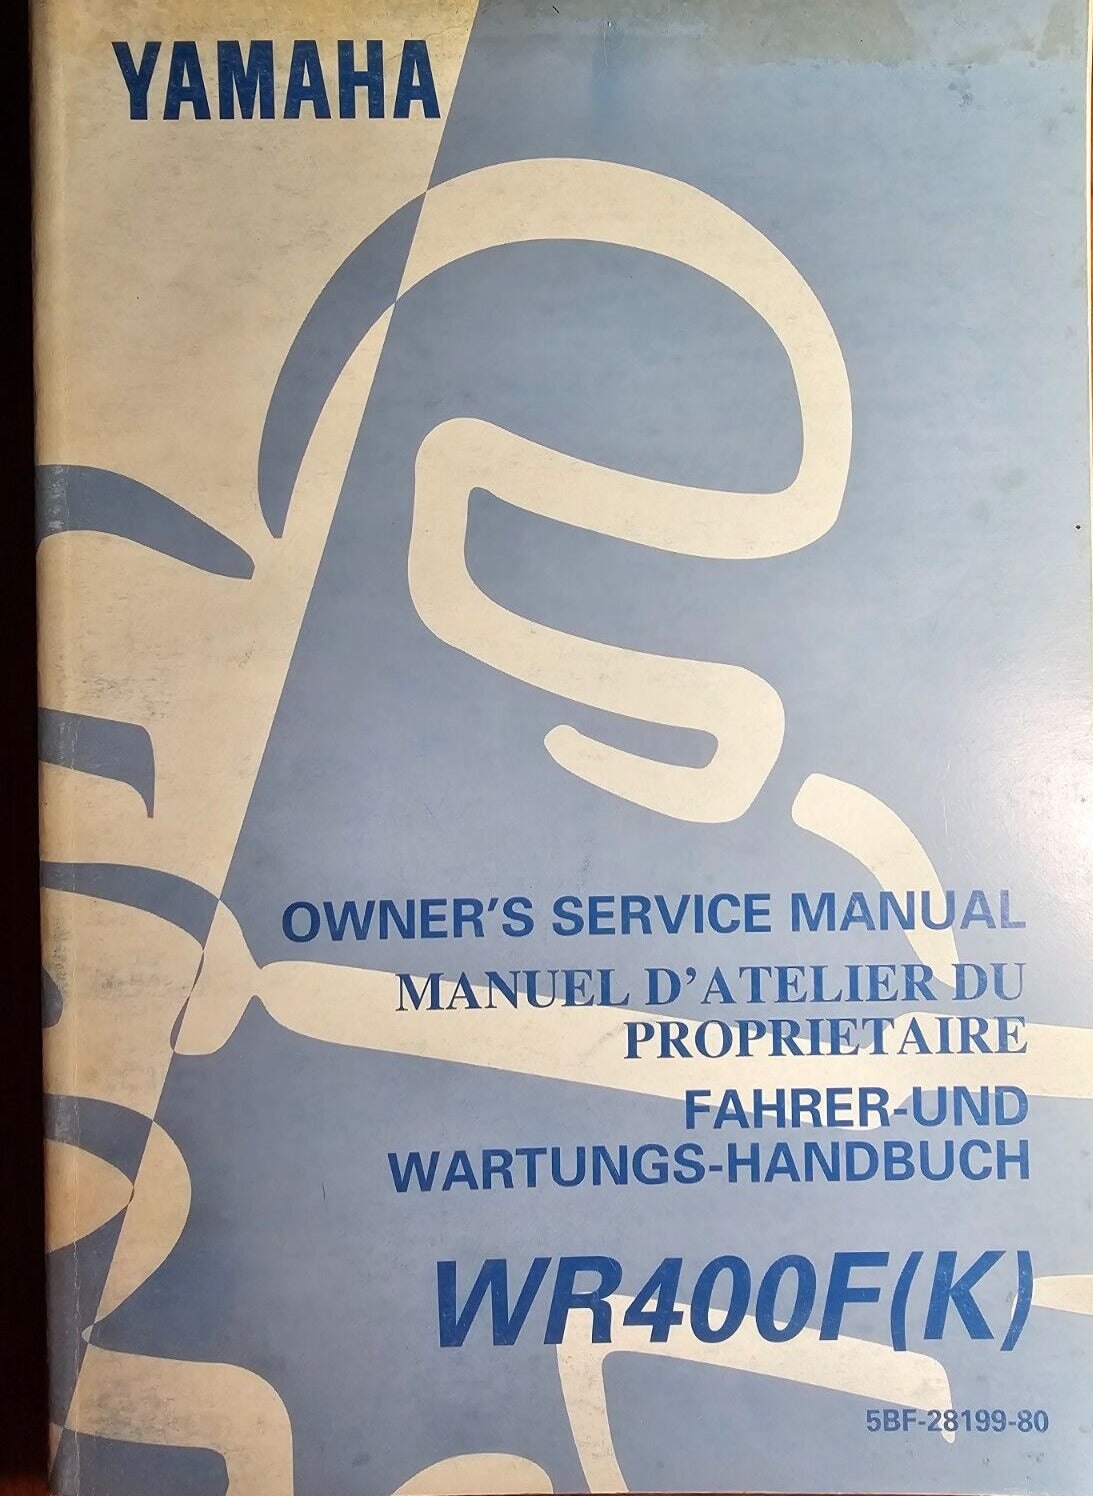 YAMAHA
OWNER'S SERVICE MANUAL
MANUEL D'ATELIER DU
PROPRIETAIRE
FAHRER-UND
WARTUNGS-HANDBUCH
WR400F(K)
5BF-28199-80